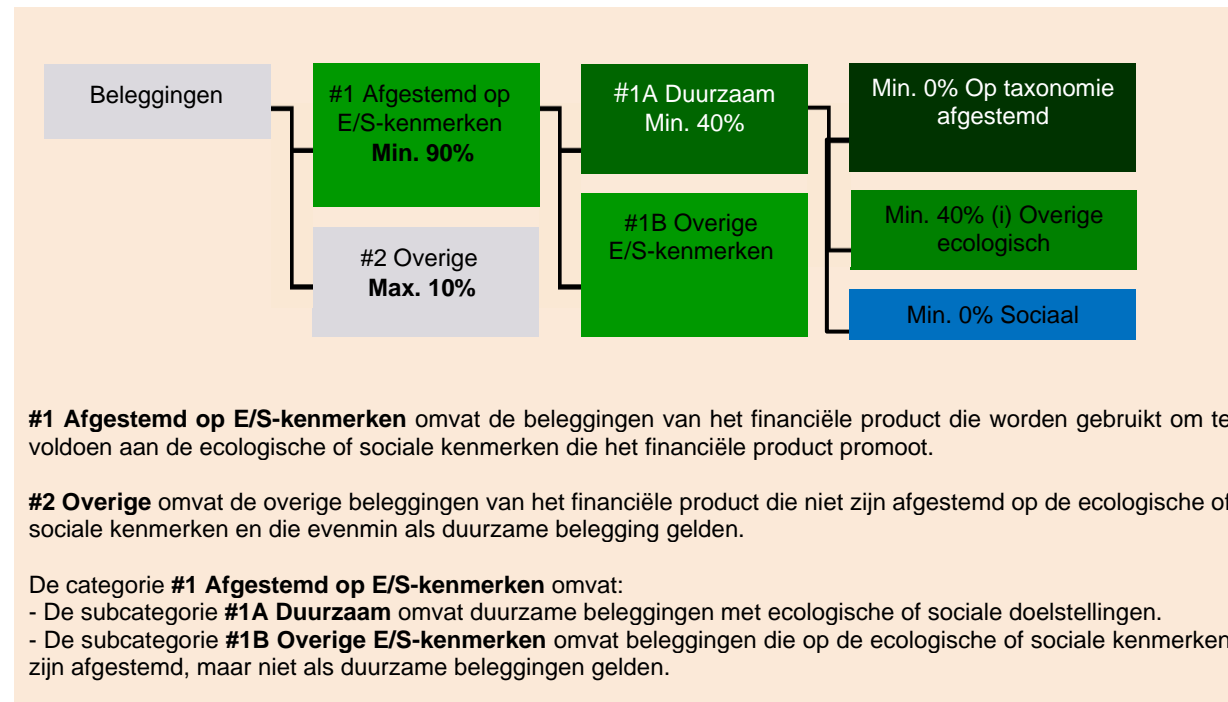 Beleggingen
#1 Afgestemd op
E/S-kenmerken
Min. 90%
#2 Overige
Max. 10%
#1A Duurzaam
Min. 40%
#1B Overige
E/S-kenmerken
Min. 0% Op taxonomie
afgestemd
Min. 40% (i) Overige
ecologisch
Min. 0% Sociaal
#1 Afgestemd op E/S-kenmerken omvat de beleggingen van het financiële product die worden gebruikt om te
voldoen aan de ecologische of sociale kenmerken die het financiële product promoot.
#2 Overige omvat de overige beleggingen van het financiële product die niet zijn afgestemd op de ecologische of
sociale kenmerken en die evenmin als duurzame belegging gelden.
De categorie #1 Afgestemd op E/S-kenmerken omvat:
- De subcategorie #1A Duurzaam omvat duurzame beleggingen met ecologische of sociale doelstellingen.
- De subcategorie #1B Overige E/S-kenmerken omvat beleggingen die op de ecologische of sociale kenmerken
zijn afgestemd, maar niet als duurzame beleggingen gelden.